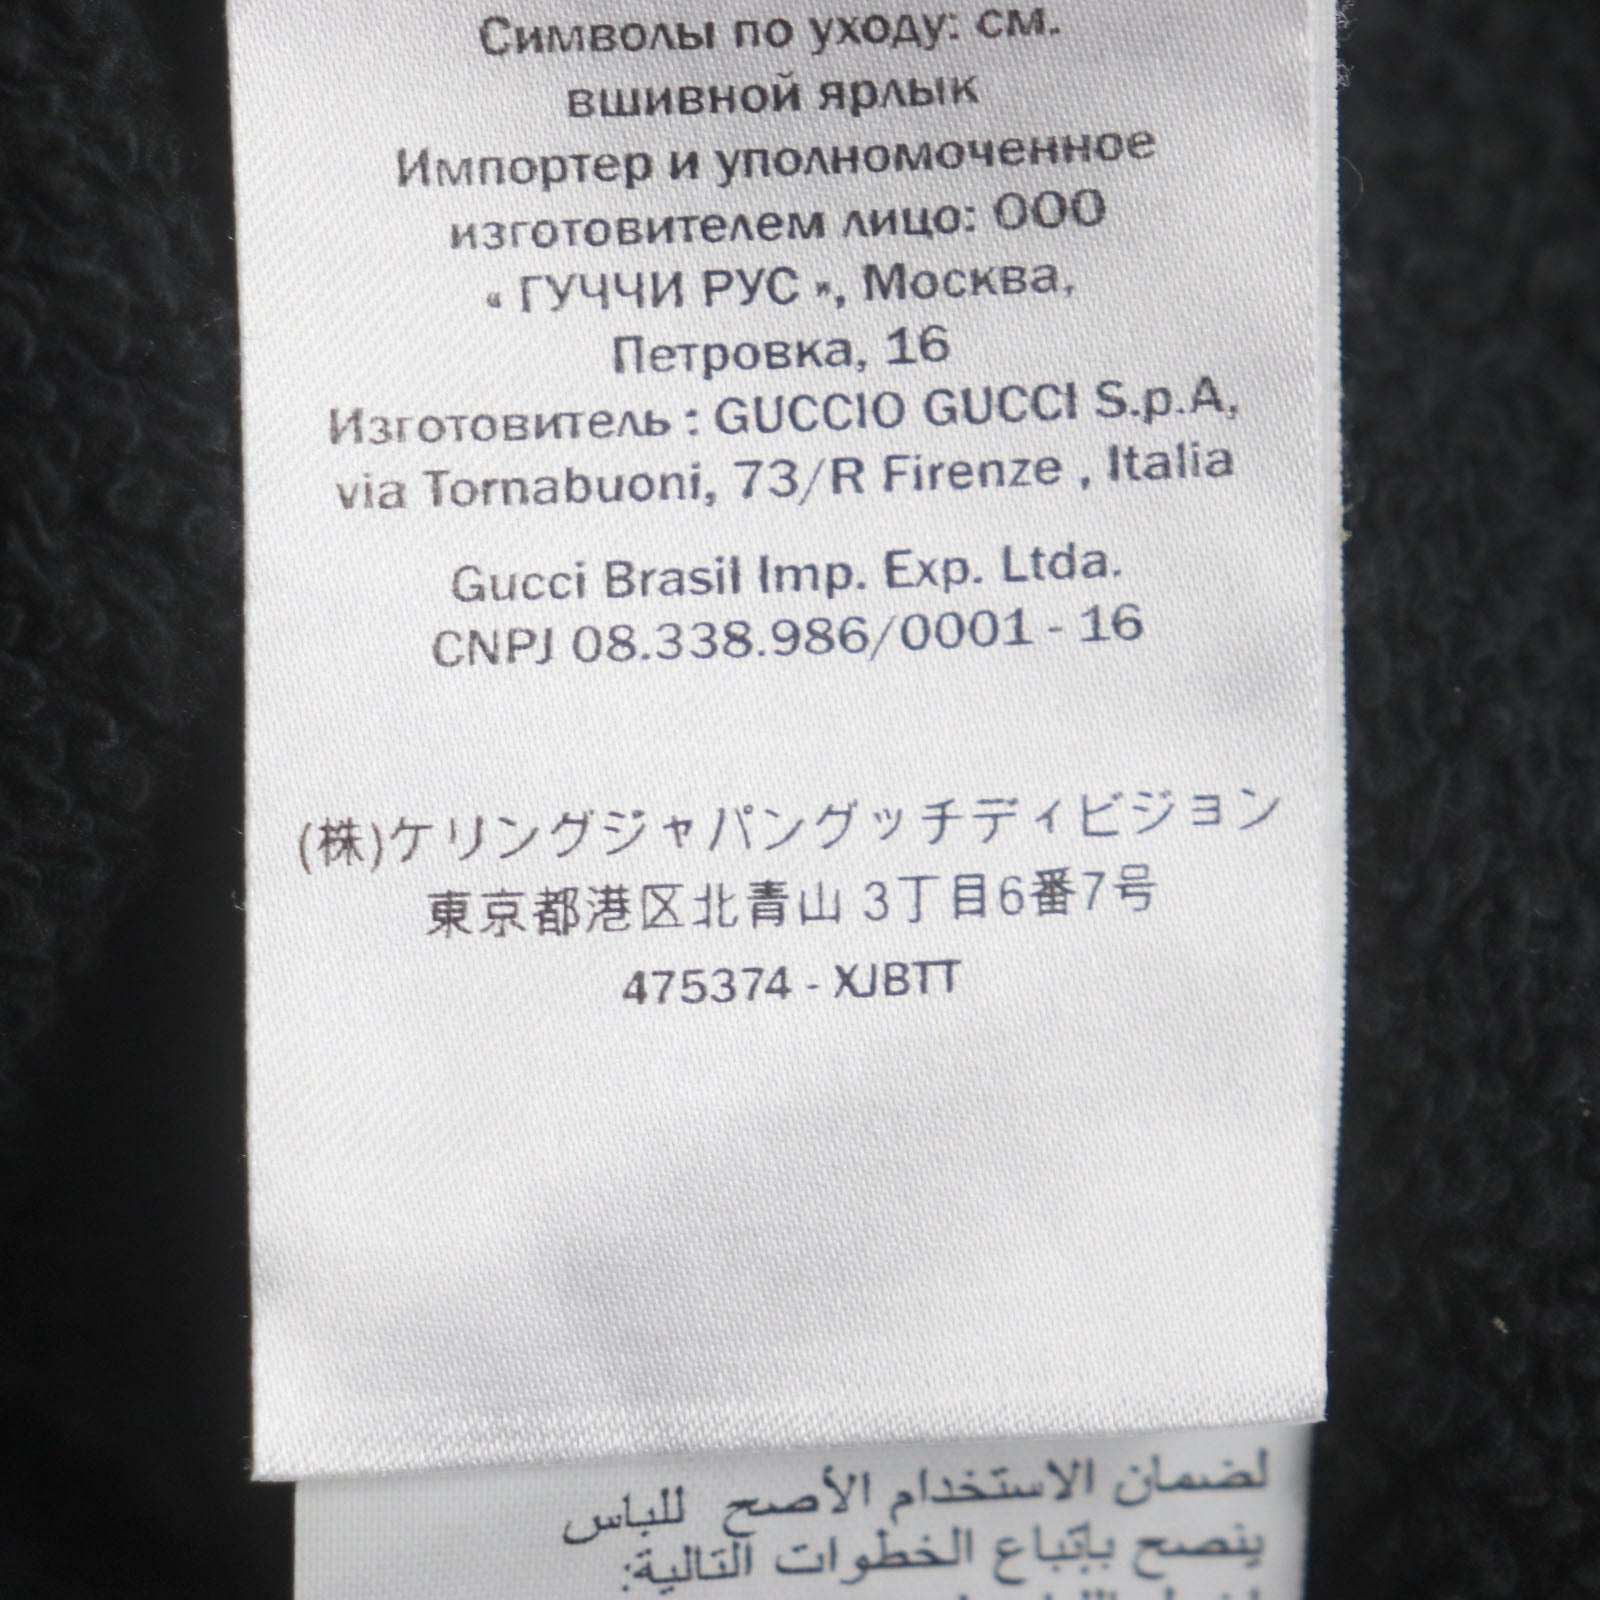 Символы по уходу: см.
вшивной ярлык
Импортер и уполномоченное
изготовителем лицо: ООО
« ГУЧЧИ РУС », Москва,
Петровка, 16
Изготовитель : GUCCIO GUCCI S.p.A,
via Tornabuoni, 73/R Firenze , Italia
Gucci Brasil Imp. Exp. Ltda.
CNPJ 08.338.986/0001 - 16
(株)ケリングジャパングッチディビジョン
東京都港区北青山 3丁目6番7号
475374 - XJBTT
لضمان الاستخدام الأصح للباس
ينصح بإتباع الخطوات التالية: